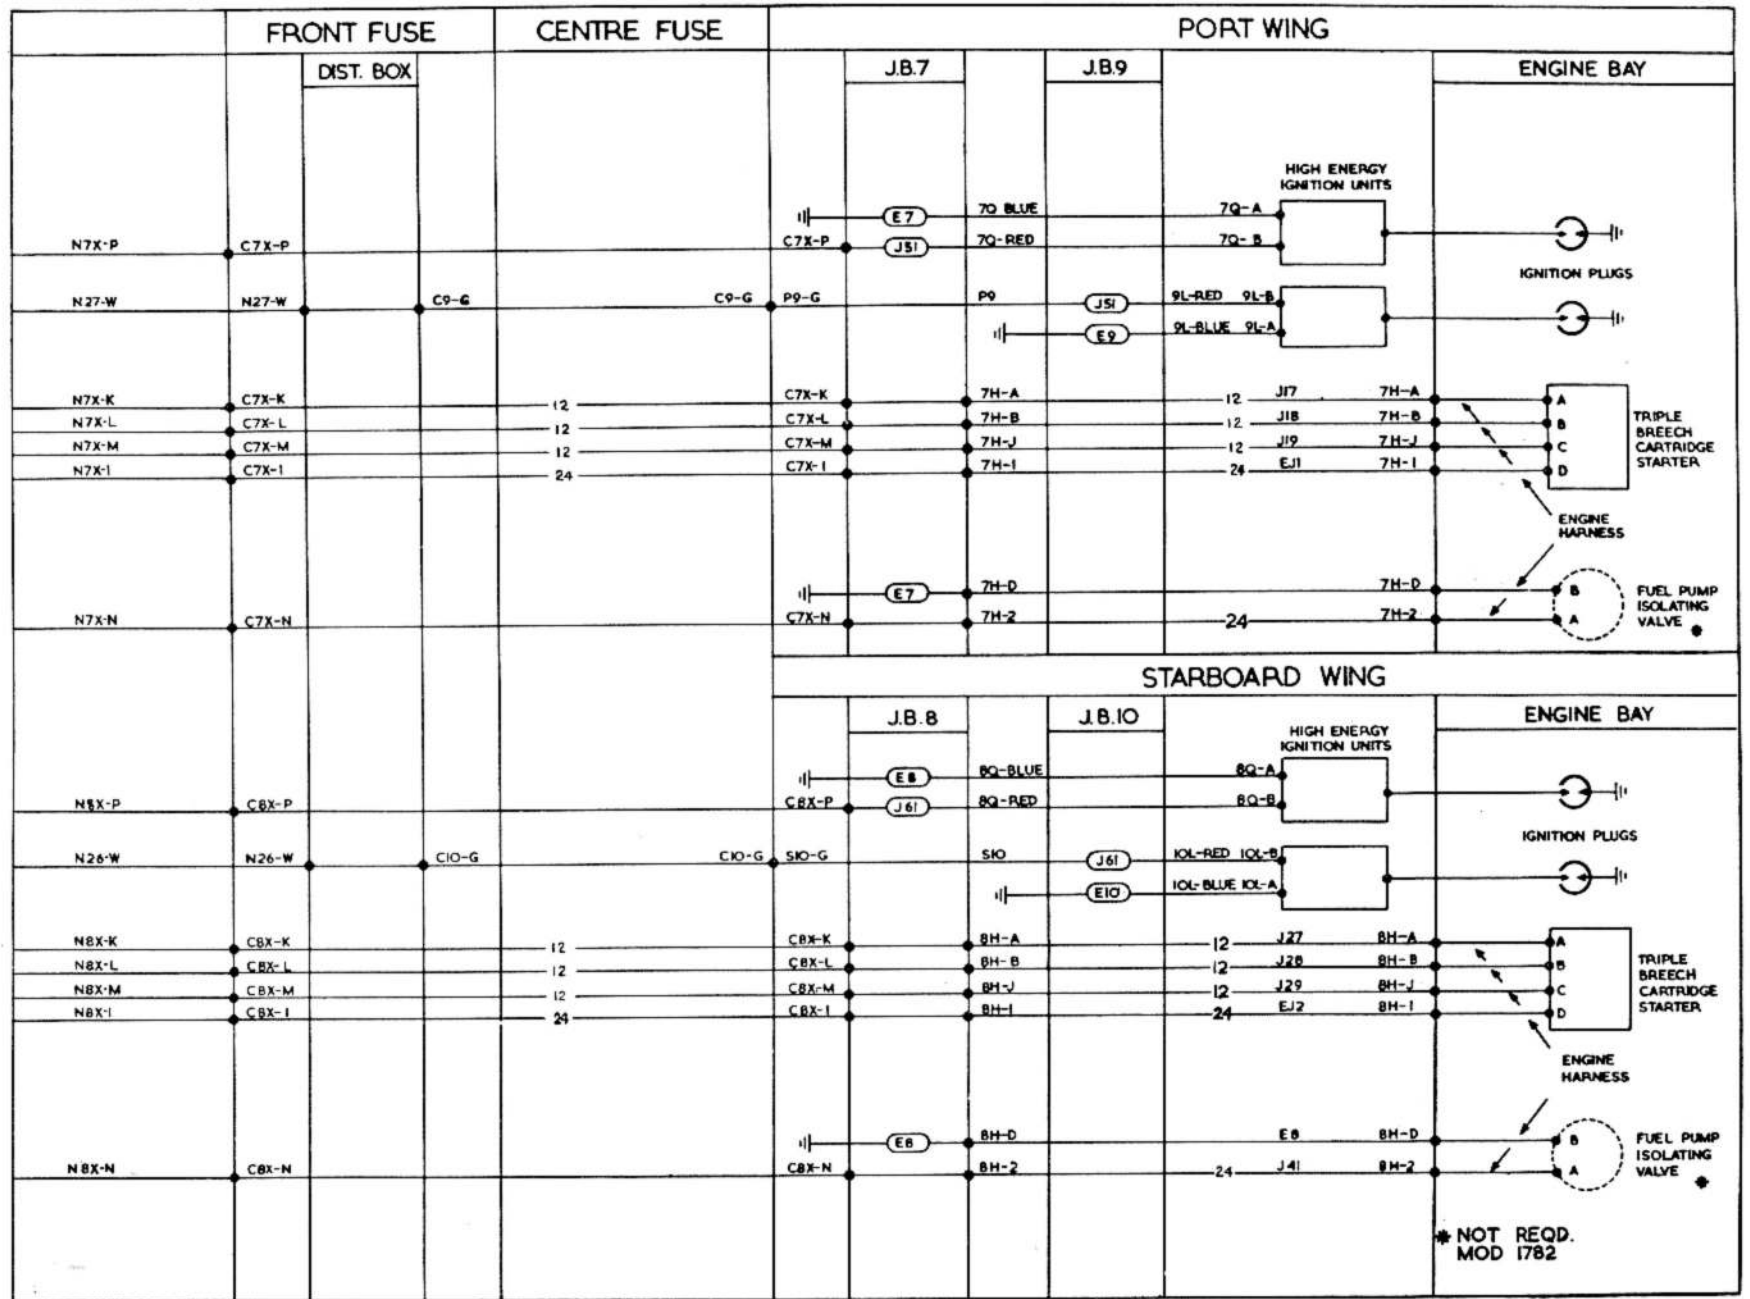 FRONT FUSE CENTRE FUSE PORT WING
DIST. BOX J.B.7 J.B.9 ENGINE BAY
HIGH ENERGY
IGNITION UNITS
E7 7Q BLUE 7Q-A
N7X-P C7X-P C7X-P J51 7Q-RED 7Q-B
IGNITION PLUGS
N27-W N27-W C9-G C9-G P9-G P9 J51 9L-RED 9L-B
E9 9L-BLUE 9L-A
N7X-K C7X-K 12 C7X-K 7H-A 12 J17 7H-A A
N7X-L C7X-L 12 C7X-L 7H-B 12 J18 7H-B B
N7X-M C7X-M 12 C7X-M 7H-J 12 J19 7H-J C
N7X-1 C7X-1 24 C7X-1 7H-1 24 EJ1 7H-1 D
TRIPLE
BREECH
CARTRIDGE
STARTER
ENGINE
HARNESS
E7 7H-D 7H-D B
N7X-N C7X-N C7X-N 7H-2 24 7H-2 A
FUEL PUMP
ISOLATING
VALVE *
STARBOARD WING
J.B.8 J.B.10 ENGINE BAY
HIGH ENERGY
IGNITION UNITS
E8 8Q-BLUE 8Q-A
N8X-P C8X-P C8X-P J61 8Q-RED 8Q-B
IGNITION PLUGS
N26-W N26-W C10-G C10-G S10-G S10 J61 10L-RED 10L-B
E10 10L-BLUE 10L-A
N8X-K C8X-K 12 C8X-K 8H-A 12 J27 8H-A A
N8X-L C8X-L 12 C8X-L 8H-B 12 J28 8H-B B
N8X-M C8X-M 12 C8X-M 8H-J 12 J29 8H-J C
N8X-1 C8X-1 24 C8X-1 8H-1 24 EJ2 8H-1 D
TRIPLE
BREECH
CARTRIDGE
STARTER
ENGINE
HARNESS
E8 8H-D E8 8H-D B
N8X-N C8X-N C8X-N 8H-2 24 J41 8H-2 A
FUEL PUMP
ISOLATING
VALVE *
* NOT REQD.
MOD 1782